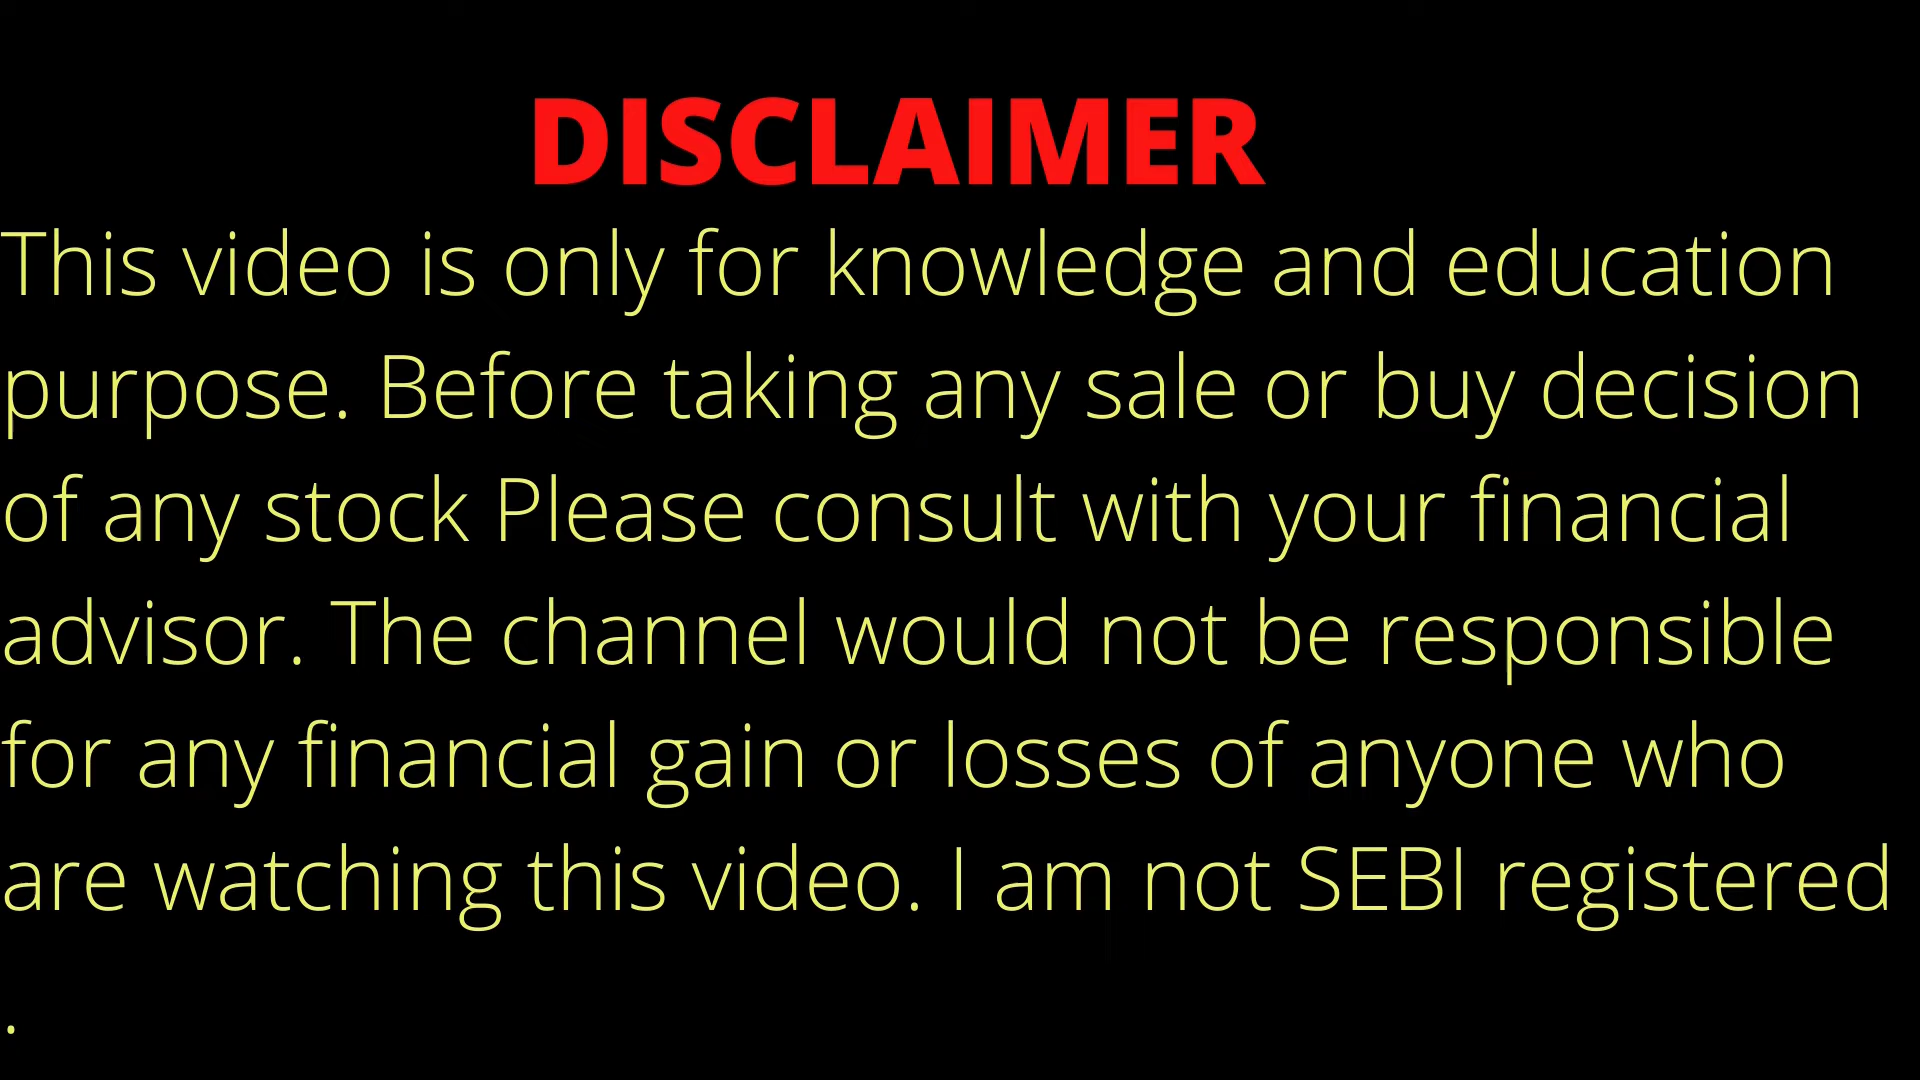 DISCLAIMER
This video is only for knowledge and education
purpose. Before taking any sale or buy decision
of any stock Please consult with your financial
advisor. The channel would not be responsible
for any financial gain or losses of anyone who
are watching this video. I am not SEBI registered
.